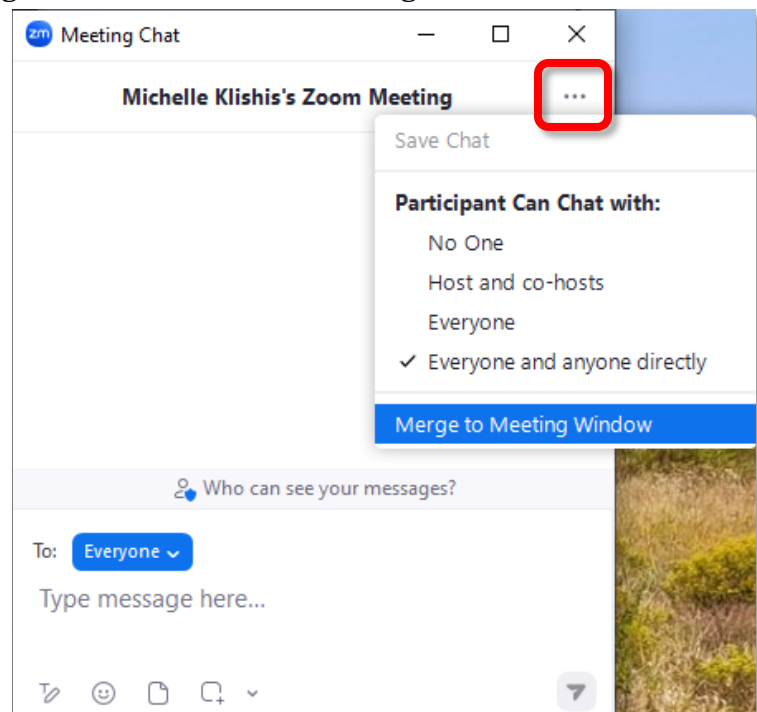 zm Meeting Chat
Michelle Klishis's Zoom Meeting
Save Chat
Participant Can Chat with:
No One
Host and co-hosts
Everyone
Everyone and anyone directly
Merge to Meeting Window
Who can see your messages?
To: Everyone
Type message here...